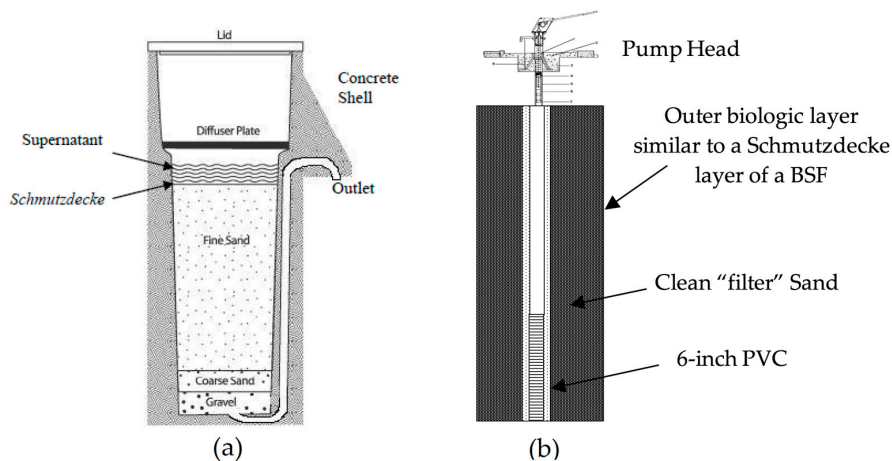 Lid
Concrete
Shell
Diffuser Plate
Supernatant
Outlet
Schmutzdecke
Fine Sand
Coarse Sand
Gravel
(a)
Pump Head
Outer biologic layer
similar to a Schmutzdecke
layer of a BSF
Clean “filter” Sand
6-inch PVC
(b)